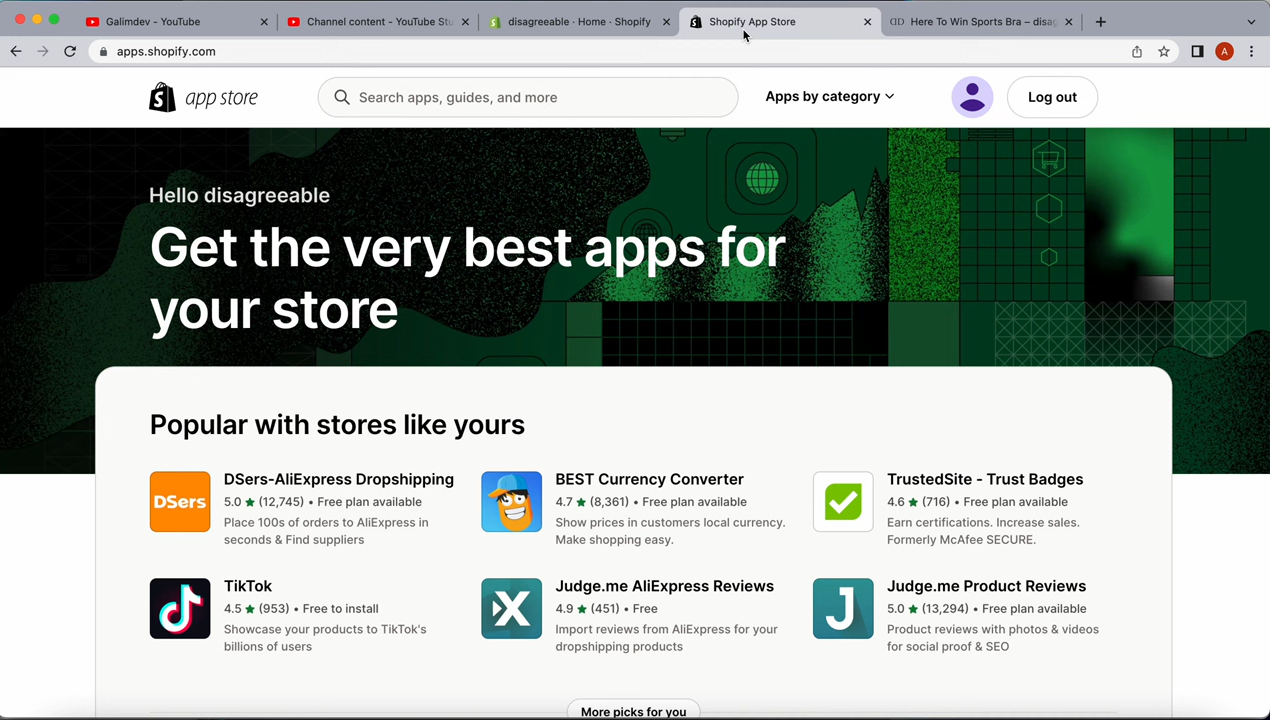 Galimdev - YouTube
Channel content - YouTube Stu
disagreeable · Home · Shopify
Shopify App Store
Here To Win Sports Bra – disag
apps.shopify.com
A
app store
Search apps, guides, and more
Apps by category
Log out
Hello disagreeable
Get the very best apps for
your store
Popular with stores like yours
DSers
DSers-AliExpress Dropshipping
5.0 ★ (12,745) • Free plan available
Place 100s of orders to AliExpress in
seconds & Find suppliers
BEST Currency Converter
4.7 ★ (8,361) • Free plan available
Show prices in customers local currency.
Make shopping easy.
TrustedSite - Trust Badges
4.6 ★ (716) • Free plan available
Earn certifications. Increase sales.
Formerly McAfee SECURE.
TikTok
4.5 ★ (953) • Free to install
Showcase your products to TikTok's
billions of users
Judge.me AliExpress Reviews
4.9 ★ (451) • Free
Import reviews from AliExpress for your
dropshipping products
J
Judge.me Product Reviews
5.0 ★ (13,294) • Free plan available
Product reviews with photos & videos
for social proof & SEO
More picks for you